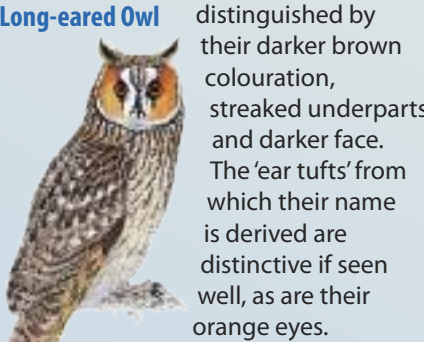 Long-eared Owl
distinguished by
their darker brown
colouration,
streaked underparts
and darker face.
The ‘ear tufts’ from
which their name
is derived are
distinctive if seen
well, as are their
orange eyes.